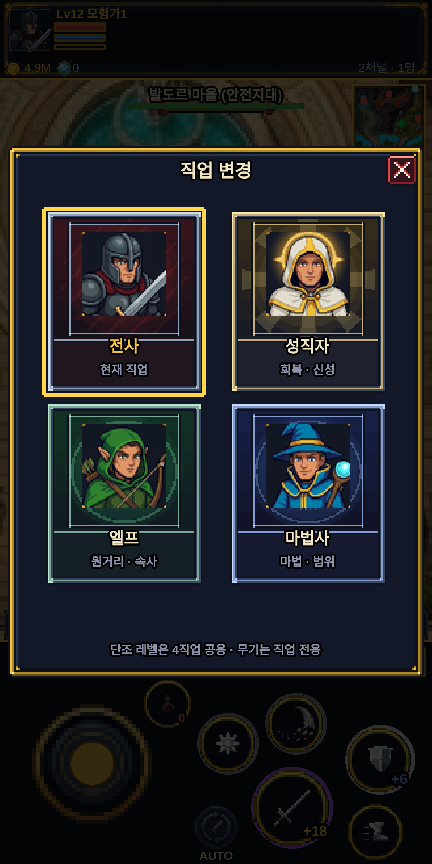 Lv12 모험가1
4.9M 0
2채널 · 1명
발도르 마을 (안전지대)
직업 변경
전사
현재 직업
성직자
회복 · 신성
엘프
원거리 · 속사
마법사
마법 · 범위
단조 레벨은 4직업 공용 · 무기는 직업 전용
0
+6
+18
AUTO